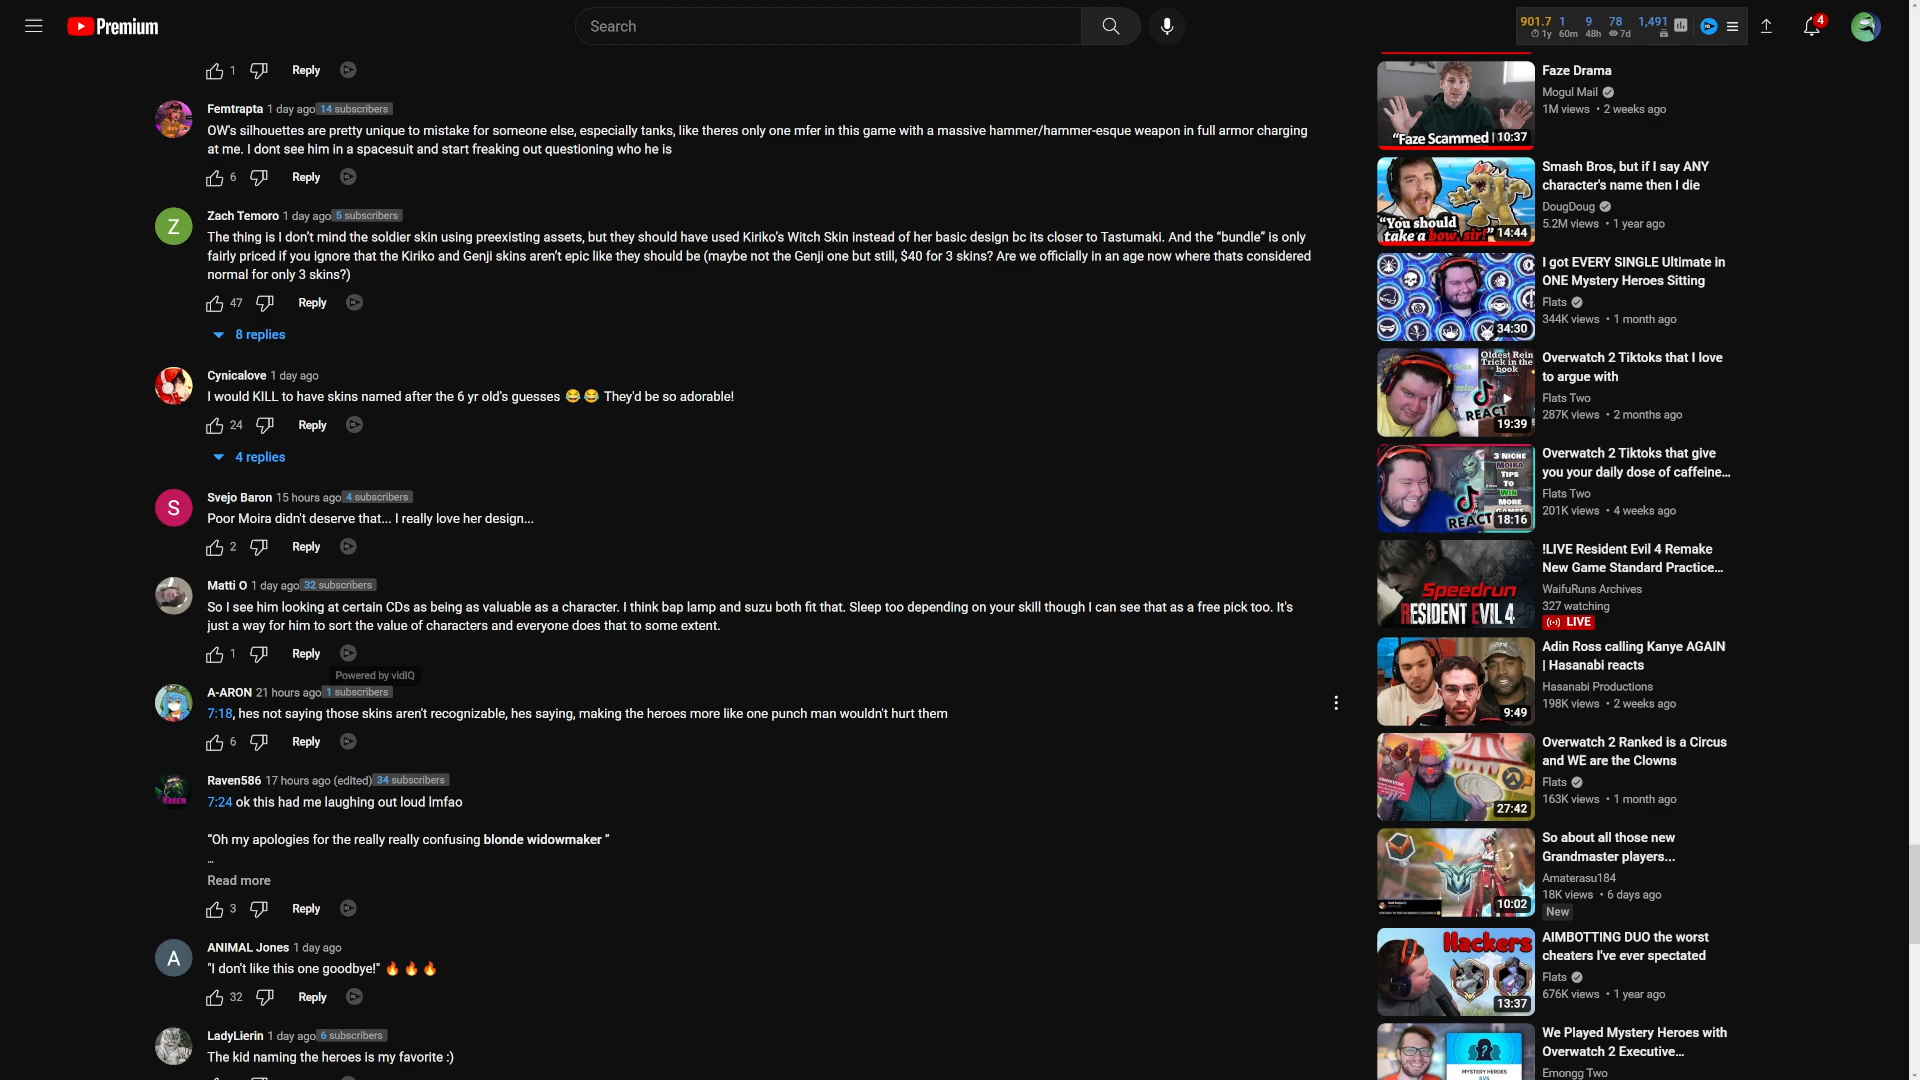 Premium
Search
901.7 1 9 78 1,491
1y 60m 48h 7d
4
1
Reply
Femtrapta 1 day ago 14 subscribers
OW's silhouettes are pretty unique to mistake for someone else, especially tanks, like theres only one mfer in this game with a massive hammer/hammer-esque weapon in full armor charging
at me. I dont see him in a spacesuit and start freaking out questioning who he is
6 Reply
Z
Zach Temoro 1 day ago 5 subscribers
The thing is I don't mind the soldier skin using preexisting assets, but they should have used Kiriko's Witch Skin instead of her basic design bc its closer to Tastumaki. And the “bundle” is only
fairly priced if you ignore that the Kiriko and Genji skins aren't epic like they should be (maybe not the Genji one but still, $40 for 3 skins? Are we officially in an age now where thats considered
normal for only 3 skins?)
47 Reply
8 replies
Cynicalove 1 day ago
I would KILL to have skins named after the 6 yr old's guesses 😂😂 They'd be so adorable!
24 Reply
4 replies
S
Svejo Baron 15 hours ago 4 subscribers
Poor Moira didn't deserve that... I really love her design...
2 Reply
Matti O 1 day ago 32 subscribers
So I see him looking at certain CDs as being as valuable as a character. I think bap lamp and suzu both fit that. Sleep too depending on your skill though I can see that as a free pick too. It's
just a way for him to sort the value of characters and everyone does that to some extent.
1 Reply
Powered by vidIQ
A-ARON 21 hours ago 1 subscribers
7:18, hes not saying those skins aren't recognizable, hes saying, making the heroes more like one punch man wouldn't hurt them
6 Reply
RAVEN
Raven586 17 hours ago (edited) 34 subscribers
7:24 ok this had me laughing out loud lmfao
“Oh my apologies for the really really confusing blonde widowmaker ”
...
Read more
3 Reply
A
ANIMAL Jones 1 day ago
"I don't like this one goodbye!" 🔥🔥🔥
32 Reply
LadyLierin 1 day ago 6 subscribers
The kid naming the heroes is my favorite :)
“Faze Scammed
10:37
Faze Drama
Mogul Mail
1M views • 2 weeks ago
"You should
take a bow, sir!"
14:44
Smash Bros, but if I say ANY
character's name then I die
DougDoug
5.2M views • 1 year ago
34:30
I got EVERY SINGLE Ultimate in
ONE Mystery Heroes Sitting
Flats
344K views • 1 month ago
Oldest Rein
Trick in the
book
REACT
19:39
Overwatch 2 Tiktoks that I love
to argue with
Flats Two
287K views • 2 months ago
3 NICHE
MOIRA
TIPS
TO
WIN
MORE
GAMES
REACT
18:16
Overwatch 2 Tiktoks that give
you your daily dose of caffeine...
Flats Two
201K views • 4 weeks ago
Speedrun
RESIDENT EVIL 4
!LIVE Resident Evil 4 Remake
New Game Standard Practice...
WaifuRuns Archives
327 watching
LIVE
9:49
Adin Ross calling Kanye AGAIN
| Hasanabi reacts
Hasanabi Productions
198K views • 2 weeks ago
27:42
Overwatch 2 Ranked is a Circus
and WE are the Clowns
Flats
163K views • 1 month ago
10:02
So about all those new
Grandmaster players...
Amaterasu184
18K views • 6 days ago
New
Hackers
13:37
AIMBOTTING DUO the worst
cheaters I've ever spectated
Flats
676K views • 1 year ago
MYSTERY HEROES
We Played Mystery Heroes with
Overwatch 2 Executive...
Emongg Two